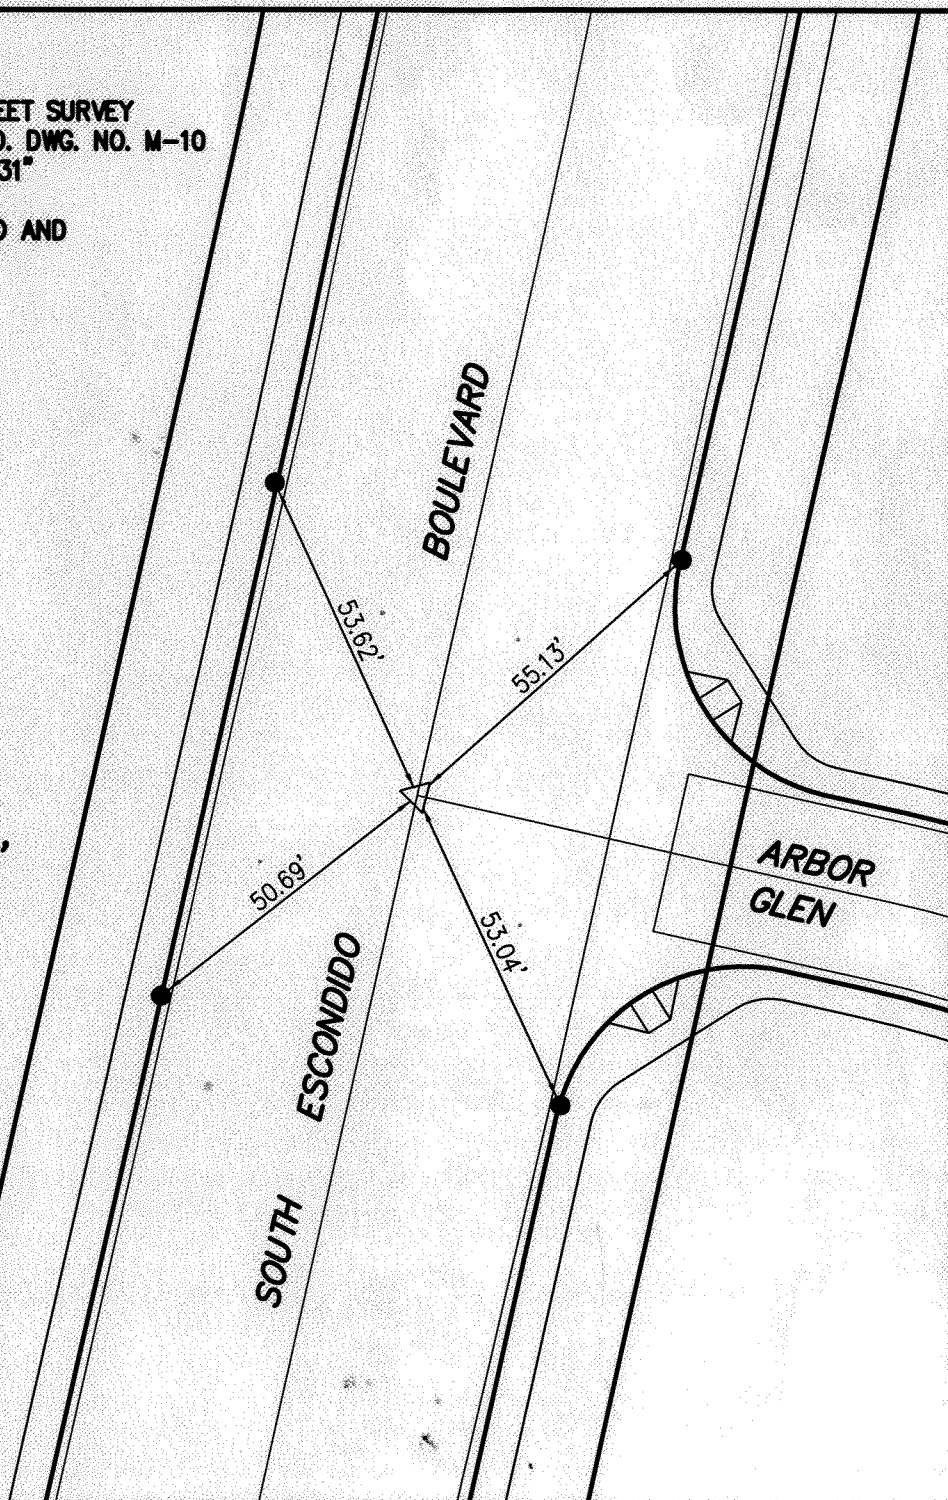 EET SURVEY
. DWG. NO. M-10
31"
AND
BOULEVARD
53.62'
55.13'
50.69'
53.04'
ARBOR
GLEN
ESCONDIDO
SOUTH